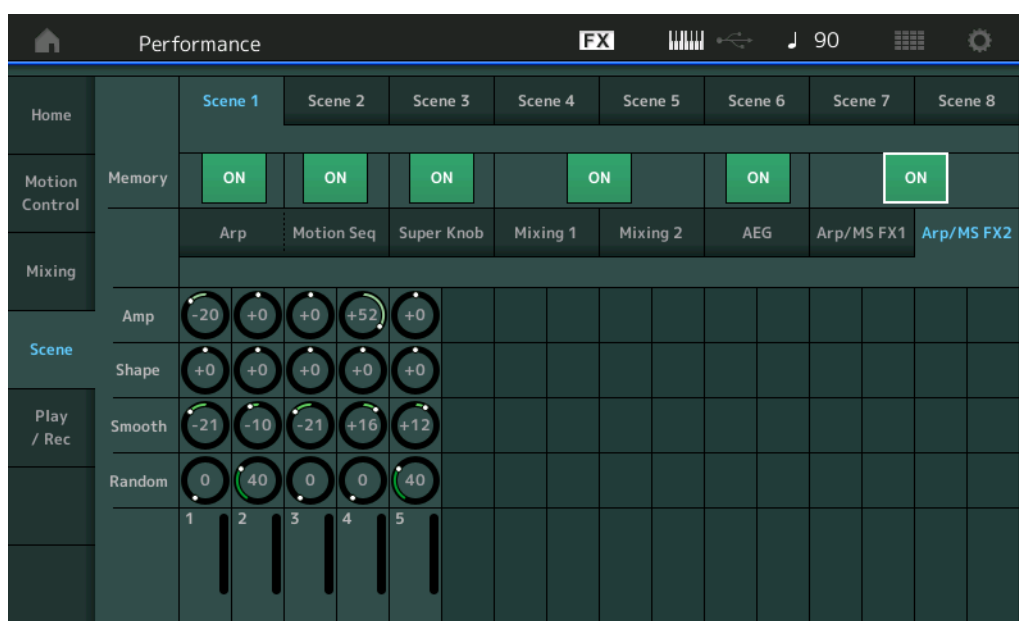 Performance FX 90
Home
Scene 1 Scene 2 Scene 3 Scene 4 Scene 5 Scene 6 Scene 7 Scene 8
Motion
Control
Memory ON ON ON ON ON ON
Arp Motion Seq Super Knob Mixing 1 Mixing 2 AEG Arp/MS FX1 Arp/MS FX2
Mixing
Amp -20 +0 +0 +52 +0
Scene
Shape +0 +0 +0 +0 +0
Play
/ Rec
Smooth -21 -10 -21 +16 +12
Random 0 40 0 0 40
1 2 3 4 5